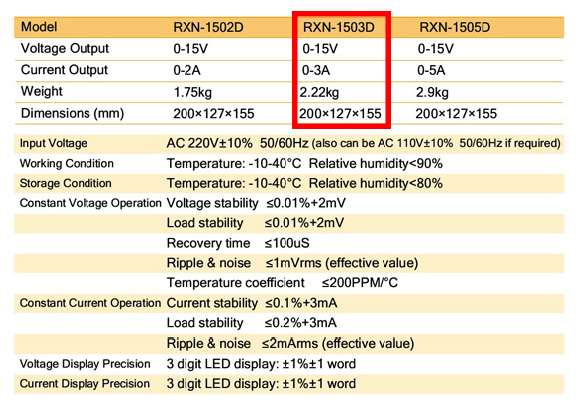 Model RXN-1502D RXN-1503D RXN-1505D
Voltage Output 0-15V 0-15V 0-15V
Current Output 0-2A 0-3A 0-5A
Weight 1.75kg 2.22kg 2.9kg
Dimensions (mm) 200×127×155 200×127×155 200×127×155
Input Voltage AC 220V±10% 50/60Hz (also can be AC 110V±10% 50/60Hz if required)
Working Condition Temperature: -10-40°C Relative humidity<90%
Storage Condition Temperature: -10-40°C Relative humidity<80%
Constant Voltage Operation Voltage stability ≤0.01%+2mV
Load stability ≤0.01%+2mV
Recovery time ≤100uS
Ripple & noise ≤1mVrms (effective value)
Temperature coefficient ≤200PPM/°C
Constant Current Operation Current stability ≤0.1%+3mA
Load stability ≤0.2%+3mA
Ripple & noise ≤2mArms (effective value)
Voltage Display Precision 3 digit LED display: ±1%±1 word
Current Display Precision 3 digit LED display: ±1%±1 word